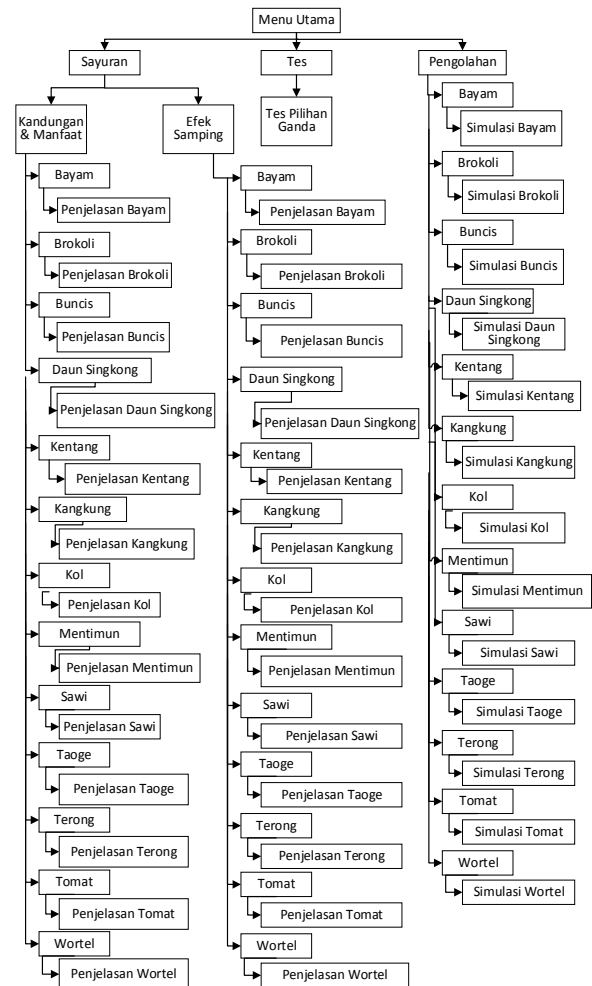 Menu Utama
Sayuran
Tes
Pengolahan
Kandungan
& Manfaat
Efek
Samping
Tes Pilihan
Ganda
Bayam
Penjelasan Bayam
Brokoli
Penjelasan Brokoli
Buncis
Penjelasan Buncis
Daun Singkong
Penjelasan Daun Singkong
Kentang
Penjelasan Kentang
Kangkung
Penjelasan Kangkung
Kol
Penjelasan Kol
Mentimun
Penjelasan Mentimun
Sawi
Penjelasan Sawi
Taoge
Penjelasan Taoge
Terong
Penjelasan Terong
Tomat
Penjelasan Tomat
Wortel
Penjelasan Wortel
Bayam
Penjelasan Bayam
Brokoli
Penjelasan Brokoli
Buncis
Penjelasan Buncis
Daun Singkong
Penjelasan Daun Singkong
Kentang
Penjelasan Kentang
Kangkung
Penjelasan Kangkung
Kol
Penjelasan Kol
Mentimun
Penjelasan Mentimun
Sawi
Penjelasan Sawi
Taoge
Penjelasan Taoge
Terong
Penjelasan Terong
Tomat
Penjelasan Tomat
Wortel
Penjelasan Wortel
Bayam
Simulasi Bayam
Brokoli
Simulasi Brokoli
Buncis
Simulasi Buncis
Daun Singkong
Simulasi Daun
Singkong
Kentang
Simulasi Kentang
Kangkung
Simulasi Kangkung
Kol
Simulasi Kol
Mentimun
Simulasi Mentimun
Sawi
Simulasi Sawi
Taoge
Simulasi Taoge
Terong
Simulasi Terong
Tomat
Simulasi Tomat
Wortel
Simulasi Wortel